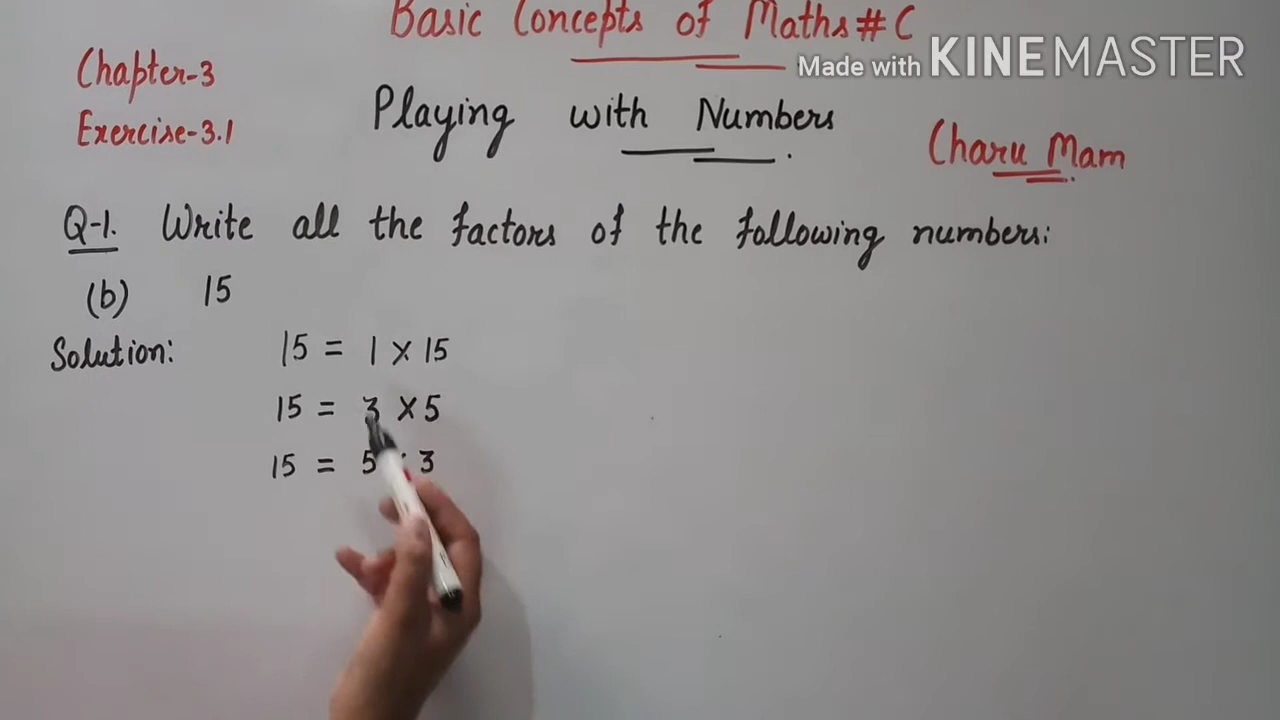 Basic Concepts of Maths#C
Made with KINEMASTER
Chapter-3
Exercise-3.1
Playing with Numbers
Charu Mam
Q-1. Write all the factors of the following numbers:
(b) 15
Solution: 15 = 1 × 15
15 = 3 × 5
15 = 5 3